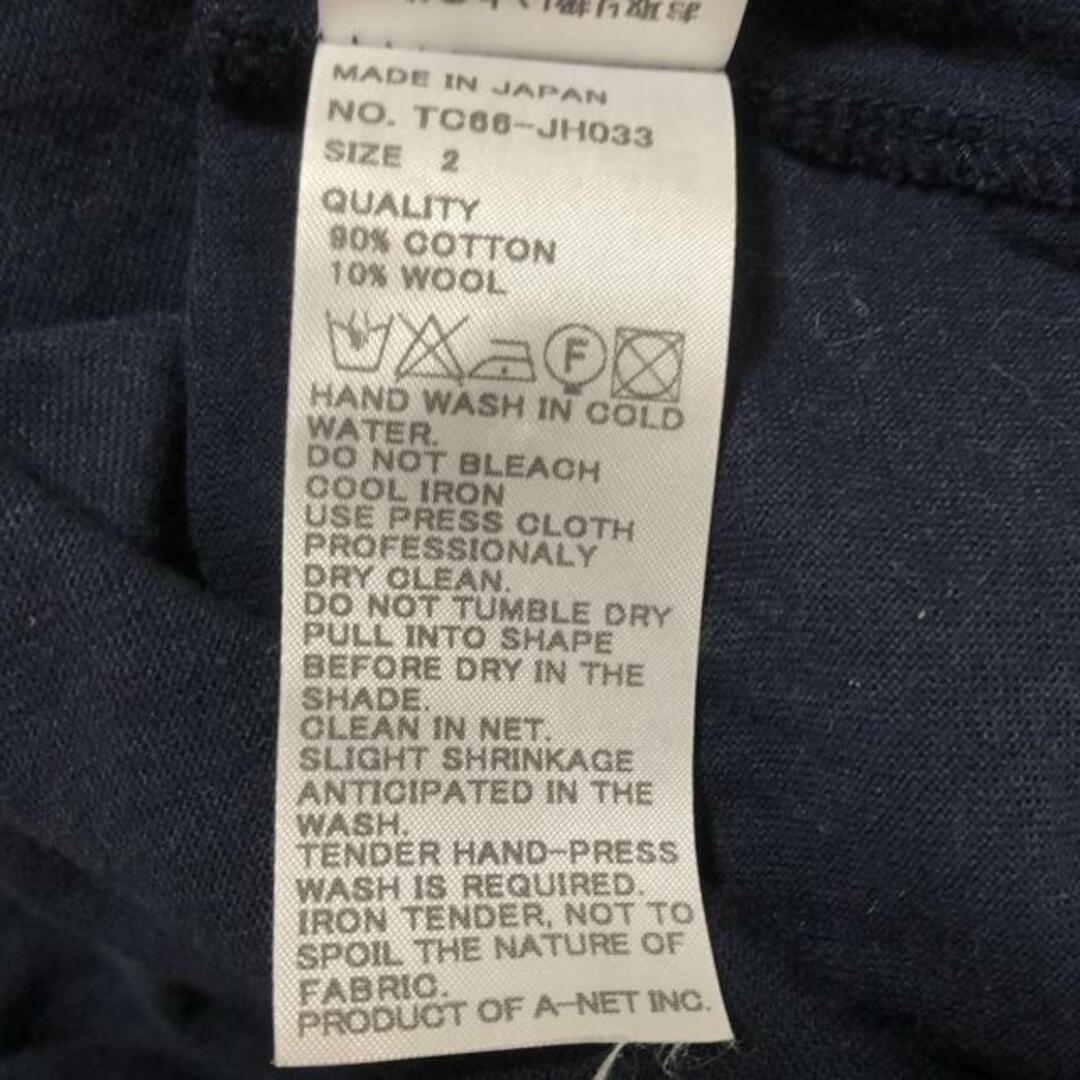 MADE IN JAPAN
NO. TC66-JH033
SIZE 2
QUALITY
90% COTTON
10% WOOL
F
HAND WASH IN COLD
WATER.
DO NOT BLEACH
COOL IRON
USE PRESS CLOTH
PROFESSIONALY
DRY CLEAN.
DO NOT TUMBLE DRY
PULL INTO SHAPE
BEFORE DRY IN THE
SHADE.
CLEAN IN NET.
SLIGHT SHRINKAGE
ANTICIPATED IN THE
WASH.
TENDER HAND-PRESS
WASH IS REQUIRED.
IRON TENDER, NOT TO
SPOIL THE NATURE OF
FABRIC.
PRODUCT OF A-NET INC.